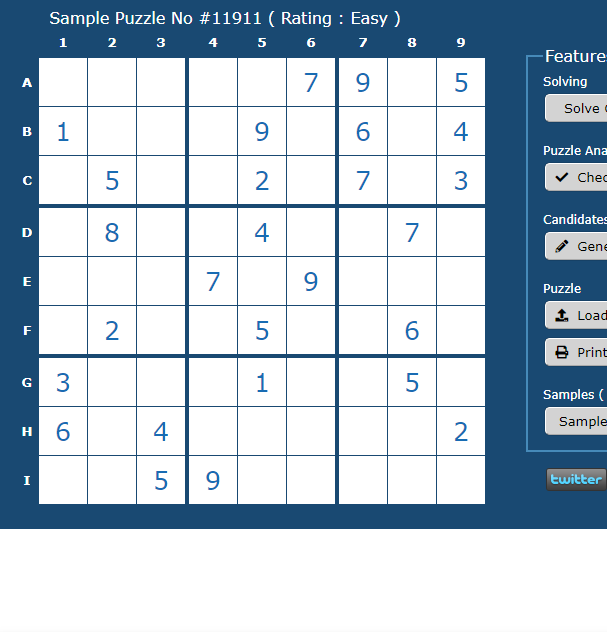 Sample Puzzle No #11911 ( Rating : Easy )
1 2 3 4 5 6 7 8 9
A 7 9 5
B 1 9 6 4
C 5 2 7 3
D 8 4 7
E 7 9
F 2 5 6
G 3 1 5
H 6 4 2
I 5 9
Features
Solving
Solve
Puzzle Ana
Chec
Candidates
Gene
Puzzle
Load
Print
Samples (
Sample
twitter